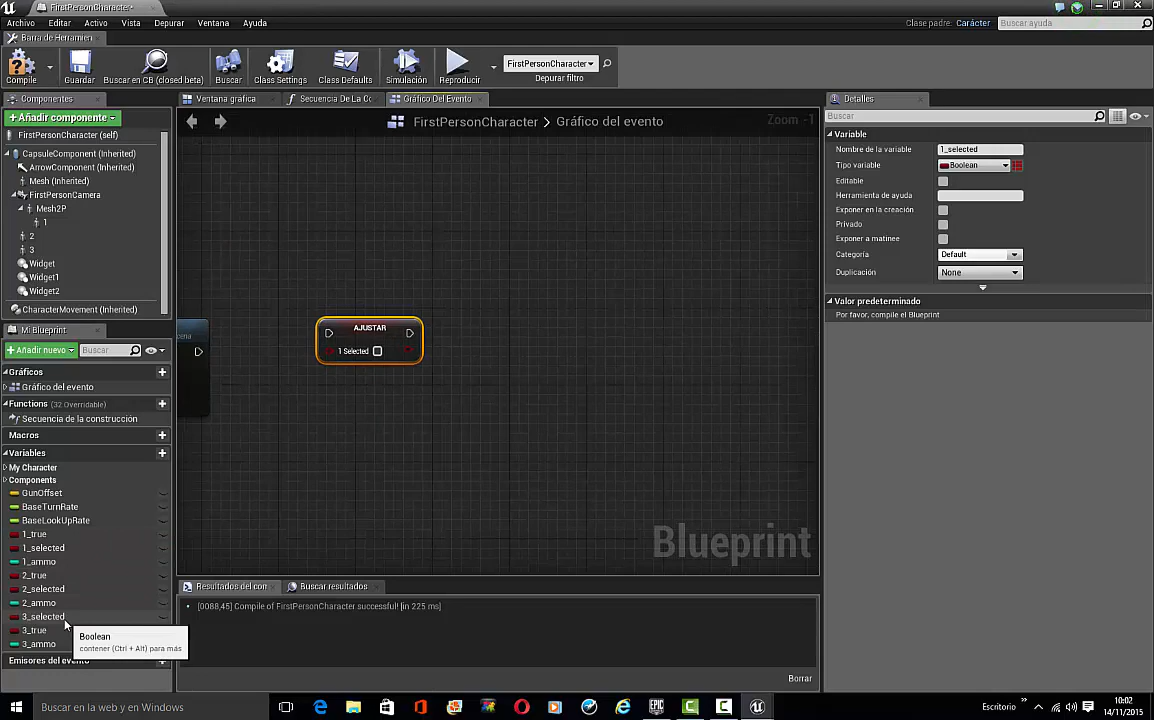 FirstPersonCharacter*
Archivo Editar Activo Vista Depurar Ventana Ayuda
Clase padre: Carácter
Buscar ayuda
Barra de Herramien
Compile
Guardar
Buscar en CB (closed beta)
Buscar
Class Settings
Class Defaults
Simulación
Reproducir
FirstPersonCharacter
Depurar filtro
Componentes
Ventana gráfica
Secuencia De La Co
Gráfico Del Evento
Detalles
+Añadir componente
FirstPersonCharacter > Gráfico del evento
Zoom -1
Buscar
FirstPersonCharacter (self)
CapsuleComponent (Inherited)
ArrowComponent (Inherited)
Mesh (Inherited)
FirstPersonCamera
Mesh2P
1
2
3
Widget
Widget1
Widget2
CharacterMovement (Inherited)
Variable
Nombre de la variable 1_selected
Tipo variable Boolean
Editable
Herramienta de ayuda
Exponer en la creación
Privado
Exponer a matinee
Categoría Default
Duplicación None
Valor predeterminado
Por favor, compile el Blueprint
Mi Blueprint
+Añadir nuevo Buscar
Gráficos
Gráfico del evento
Functions (32 Overridable)
Secuencia de la construcción
Macros
Variables
My Character
Components
GunOffset
BaseTurnRate
BaseLookUpRate
1_true
1_selected
1_ammo
2_true
2_selected
2_ammo
3_selected
3_true
3_ammo
Emisores del evento
Boolean
contener (Ctrl + Alt) para más
cena
AJUSTAR
1 Selected
Blueprint
Resultados del com
Buscar resultados
[0088,45] Compile of FirstPersonCharacter successful! [in 225 ms]
Borrar
Buscar en la web y en Windows
Escritorio
10:02
14/11/2015